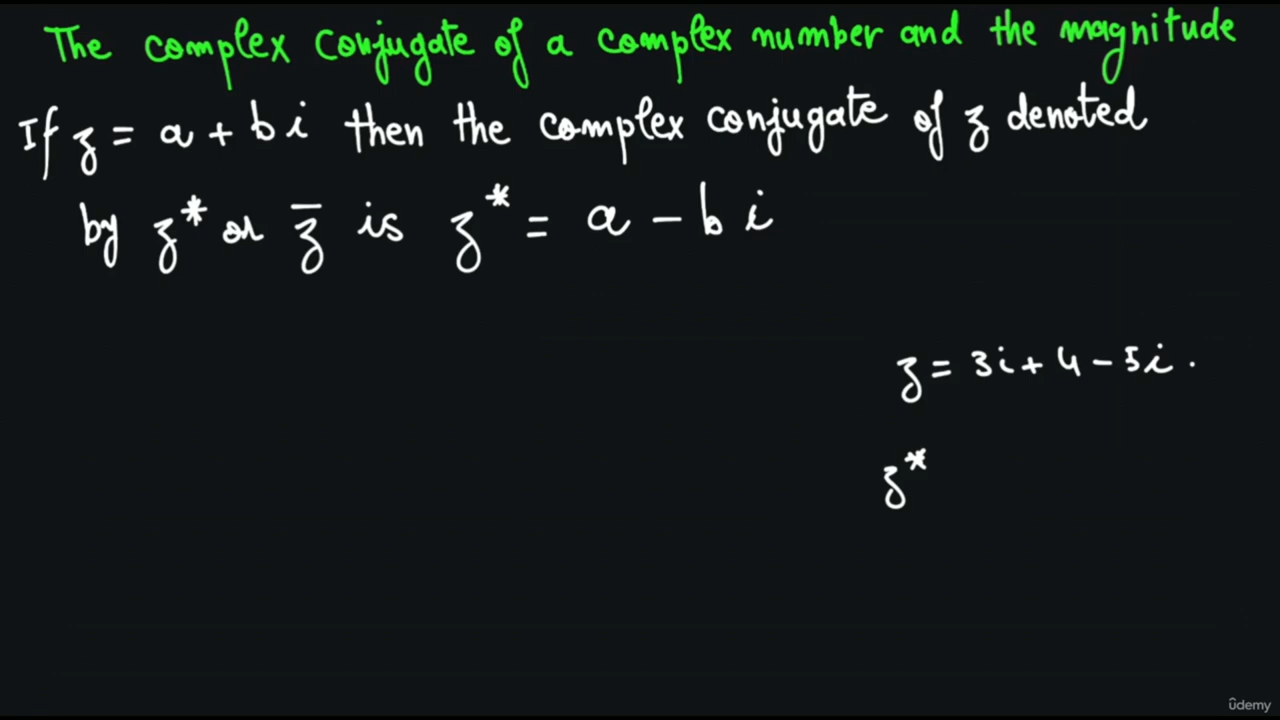 The complex conjugate of a complex number and the magnitude
If z = a + b i then the complex conjugate of z denoted
by z* or z̅ is z* = a - b i
z = 3i + 4 - 5i .
z*
ûdemy